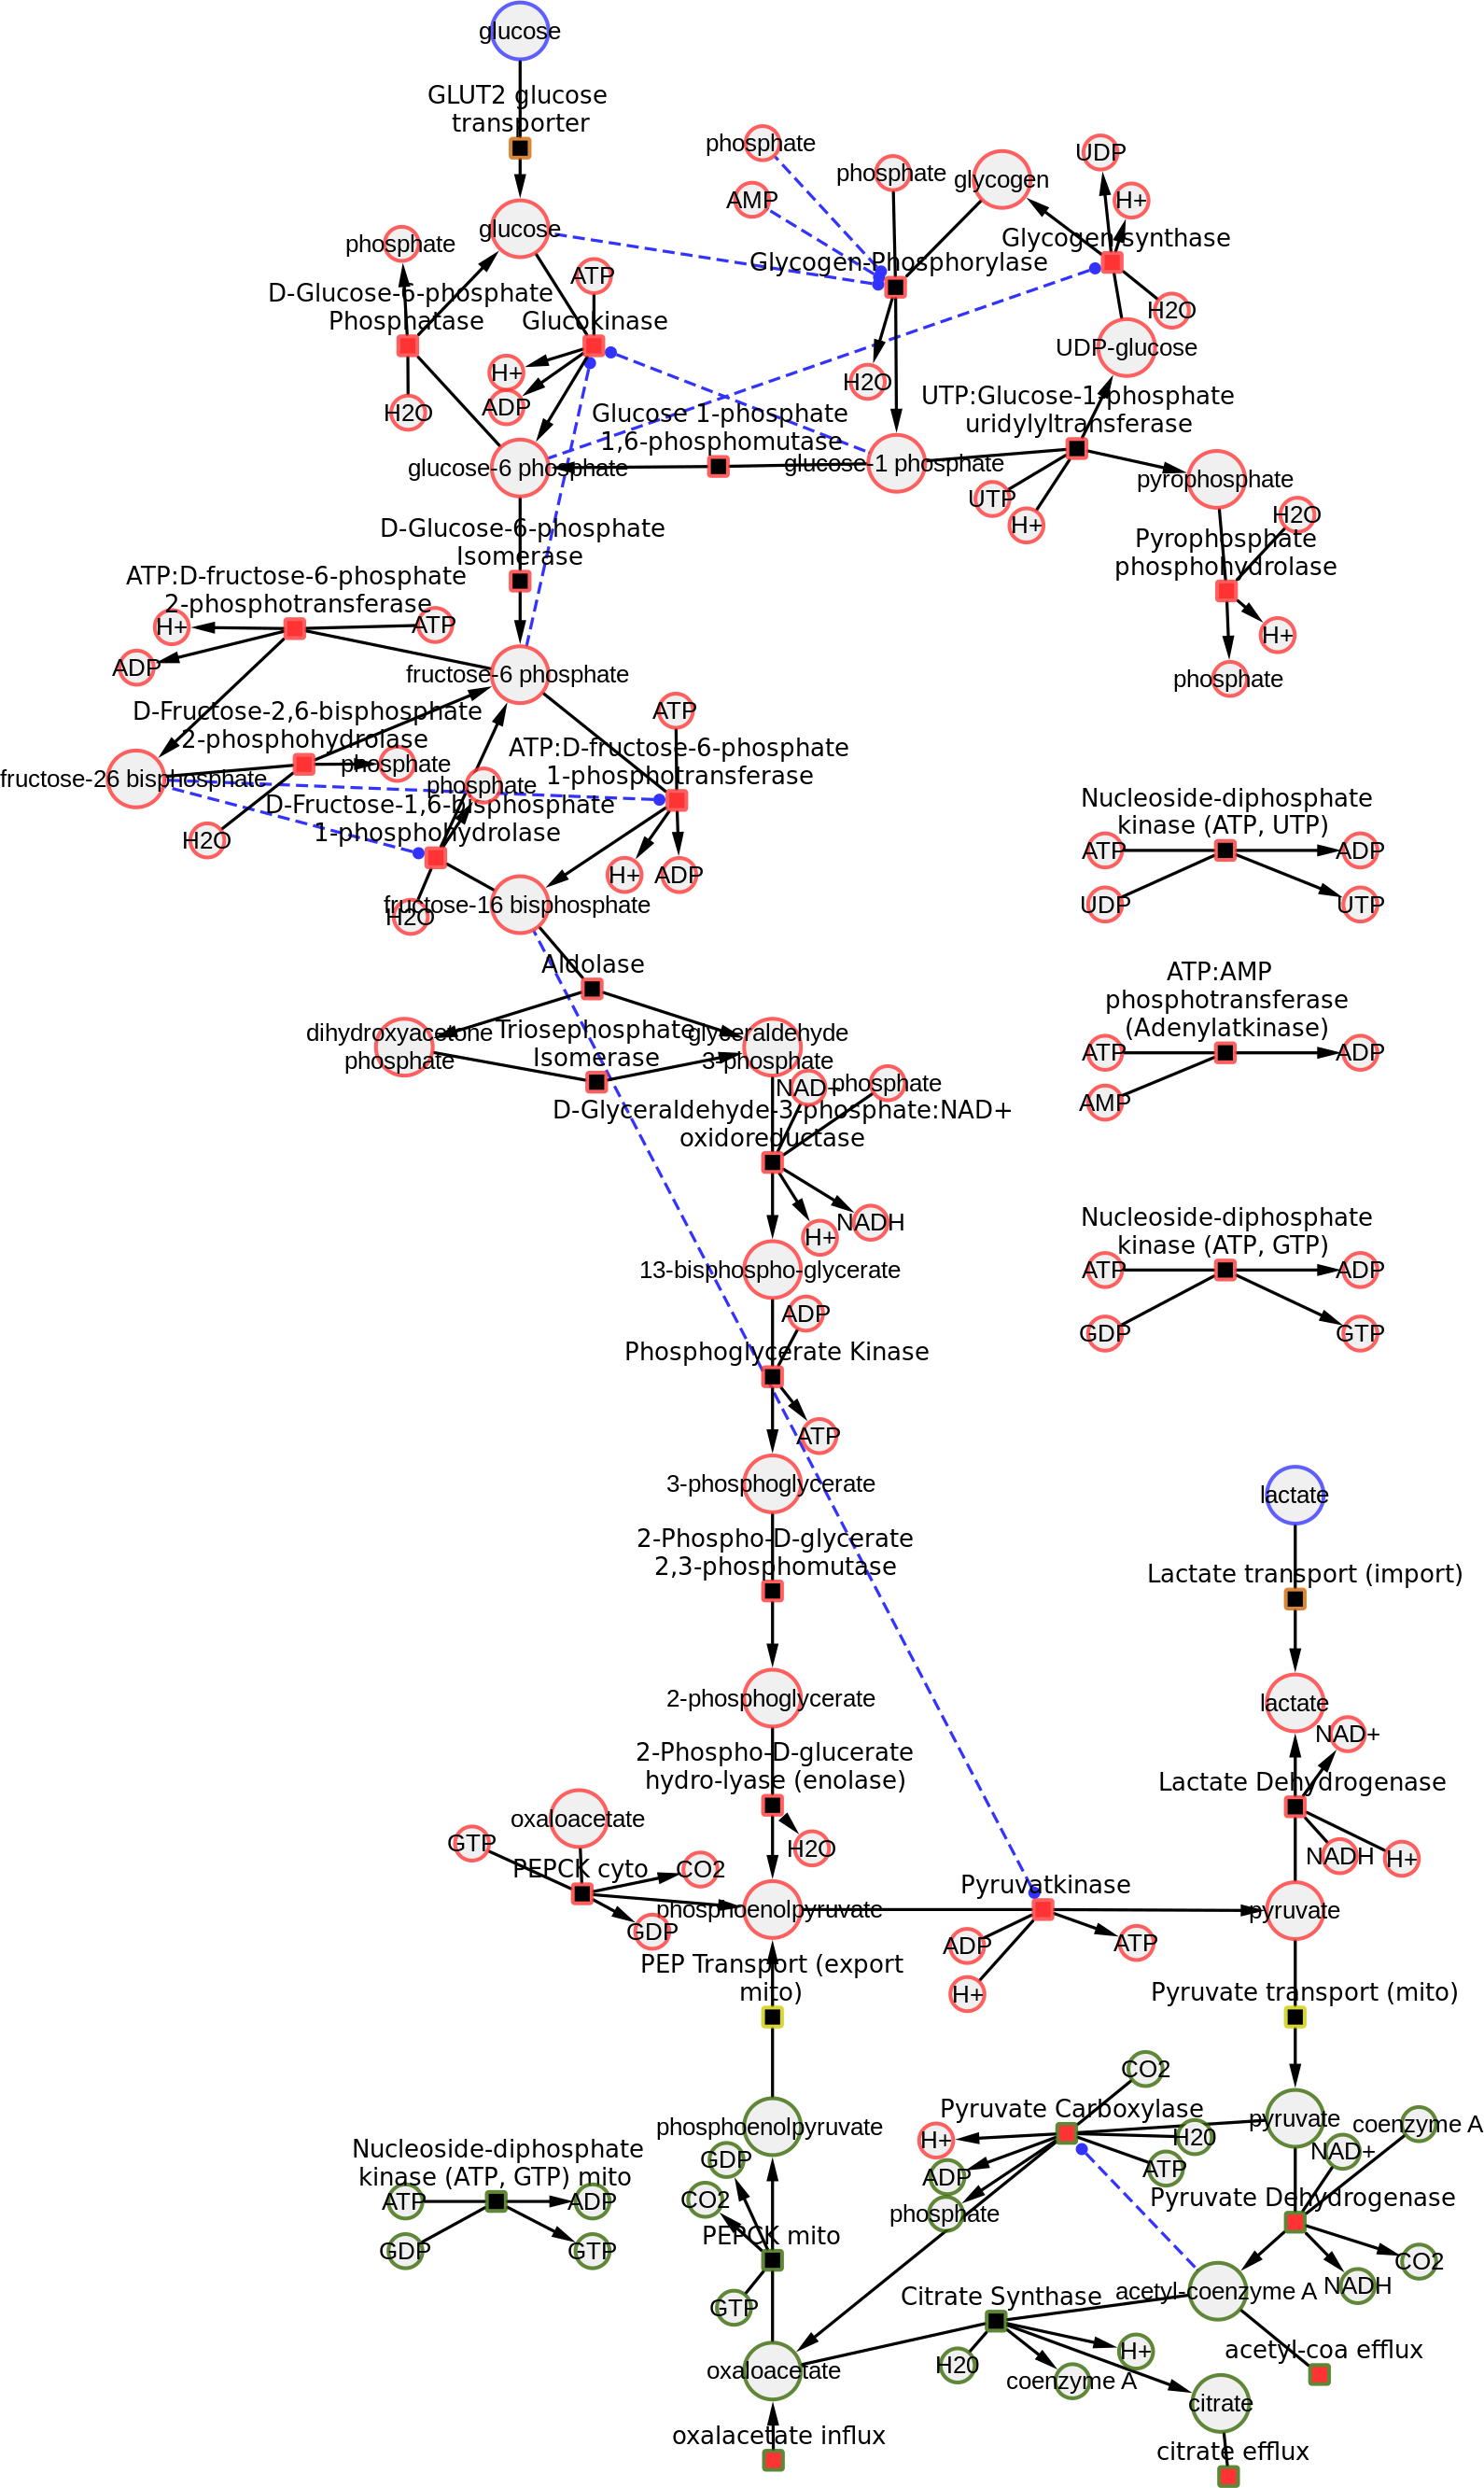 glucose
GLUT2 glucose
transporter
phosphate
UDP
phosphate
glycogen
AMP
H+
glucose
phosphate
Glycogen synthase
Glycogen-Phosphorylase
ATP
D-Glucose-6-phosphate
Phosphatase
Glucokinase
H2O
UDP-glucose
H+
H2O
ADP
H2O
UTP:Glucose-1-phosphate
uridylyltransferase
Glucose 1-phosphate
1,6-phosphomutase
glucose-6 phosphate
glucose-1 phosphate
pyrophosphate
UTP
H+
H2O
D-Glucose-6-phosphate
Isomerase
Pyrophosphate
phosphohydrolase
ATP:D-fructose-6-phosphate
2-phosphotransferase
H+
ATP
H+
ADP
fructose-6 phosphate
phosphate
D-Fructose-2,6-bisphosphate
2-phosphohydrolase
ATP
ATP:D-fructose-6-phosphate
1-phosphotransferase
phosphate
fructose-26 bisphosphate
phosphate
D-Fructose-1,6-bisphosphate
1-phosphohydrolase
H2O
H+
ADP
fructose-16 bisphosphate
H2O
Nucleoside-diphosphate
kinase (ATP, UTP)
ATP
ADP
UDP
UTP
Aldolase
ATP:AMP
phosphotransferase
(Adenylatkinase)
ATP
ADP
AMP
dihydroxyacetone
phosphate
Triosephosphate
Isomerase
glyceraldehyde
3-phosphate
NAD+
phosphate
D-Glyceraldehyde-3-phosphate:NAD+
oxidoreductase
NADH
H+
Nucleoside-diphosphate
kinase (ATP, GTP)
ATP
ADP
GDP
GTP
13-bisphospho-glycerate
ADP
Phosphoglycerate Kinase
ATP
3-phosphoglycerate
lactate
2-Phospho-D-glycerate
2,3-phosphomutase
Lactate transport (import)
2-phosphoglycerate
lactate
NAD+
2-Phospho-D-glucerate
hydro-lyase (enolase)
Lactate Dehydrogenase
oxaloacetate
GTP
H2O
NADH
H+
PEPCK cyto
CO2
Pyruvatkinase
phosphoenolpyruvate
pyruvate
GDP
ADP
ATP
PEP Transport (export
mito)
H+
Pyruvate transport (mito)
CO2
Pyruvate Carboxylase
phosphoenolpyruvate
pyruvate
coenzyme A
H+
H20
NAD+
Nucleoside-diphosphate
kinase (ATP, GTP) mito
GDP
ADP
ATP
ATP
ADP
CO2
phosphate
Pyruvate Dehydrogenase
PEPCK mito
GDP
GTP
CO2
NADH
acetyl-coenzyme A
GTP
Citrate Synthase
acetyl-coa efflux
H20
H+
oxaloacetate
coenzyme A
citrate
oxalacetate influx
citrate efflux